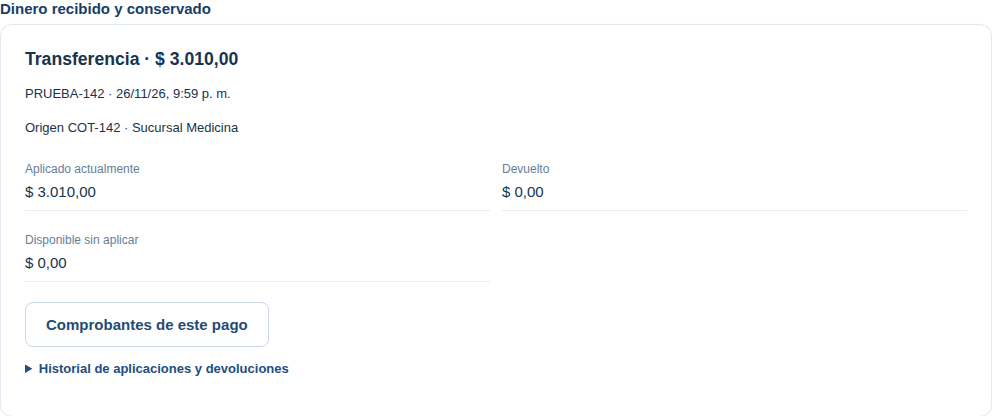 Dinero recibido y conservado
Transferencia · $ 3.010,00
PRUEBA-142 · 26/11/26, 9:59 p. m.
Origen COT-142 · Sucursal Medicina
Aplicado actualmente
$ 3.010,00
Devuelto
$ 0,00
Disponible sin aplicar
$ 0,00
Comprobantes de este pago
Historial de aplicaciones y devoluciones